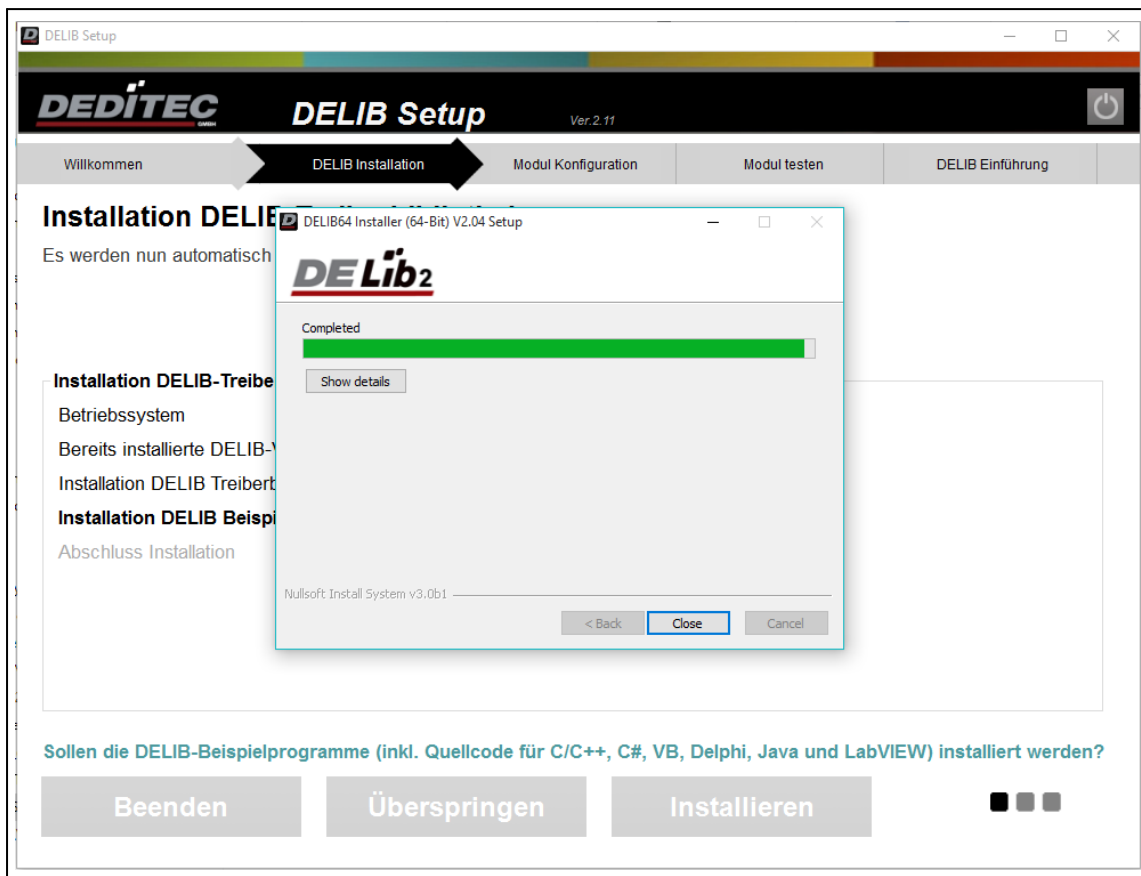 DELIB Setup
DEDITEC
GMBH
DELIB Setup
Ver.2.11
Willkommen
DELIB Installation
Modul Konfiguration
Modul testen
DELIB Einführung
Installation DELIB
Es werden nun automatisch
Installation DELIB-Treibe
Betriebssystem
Bereits installierte DELIB-
Installation DELIB Treiber
Installation DELIB Beispi
Abschluss Installation
DELIB64 Installer (64-Bit) V2.04 Setup
DELib2
Completed
Show details
Nullsoft Install System v3.0b1
< Back
Close
Cancel
Sollen die DELIB-Beispielprogramme (inkl. Quellcode für C/C++, C#, VB, Delphi, Java und LabVIEW) installiert werden?
Beenden
Überspringen
Installieren